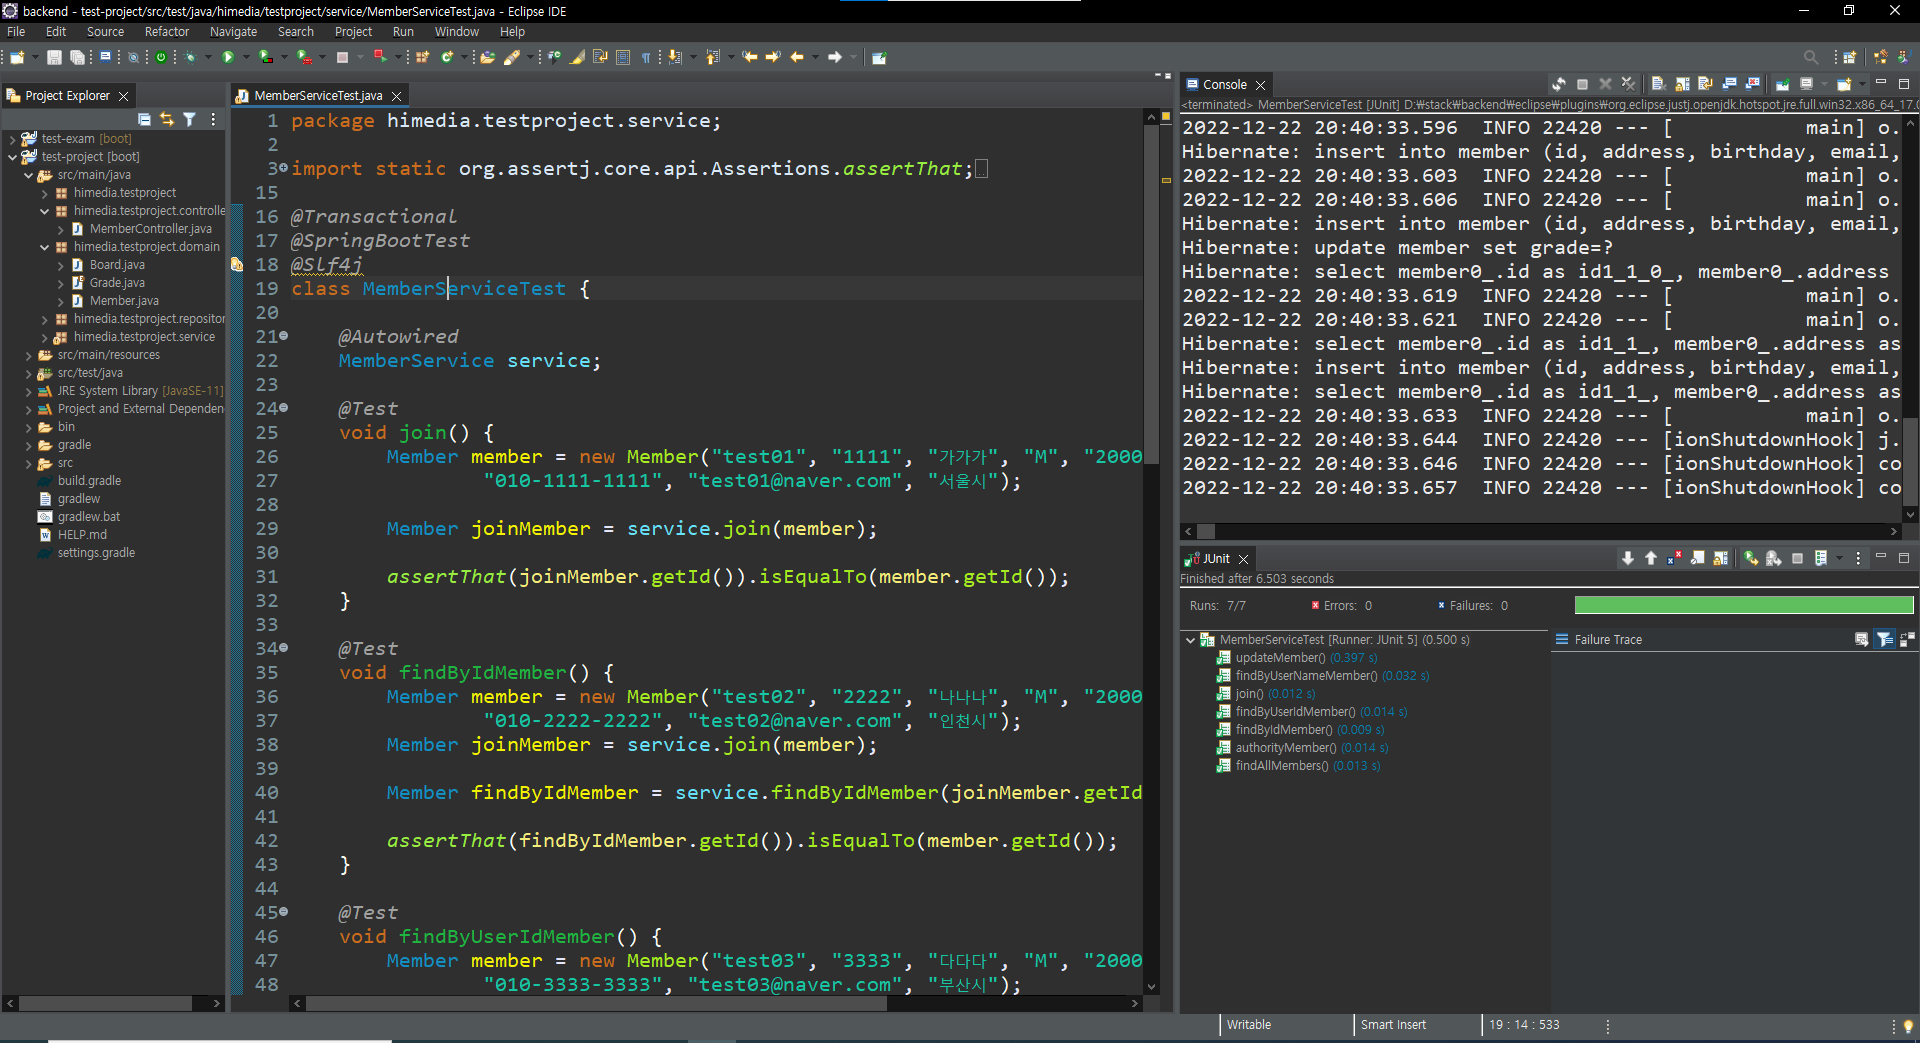 backend - test-project/src/test/java/himedia/testproject/service/MemberServiceTest.java - Eclipse IDE
File Edit Source Refactor Navigate Search Project Run Window Help
Project Explorer
test-exam [boot]
test-project [boot]
src/main/java
himedia.testproject
himedia.testproject.controlle
MemberController.java
himedia.testproject.domain
Board.java
Grade.java
Member.java
himedia.testproject.repositor
himedia.testproject.service
src/main/resources
src/test/java
JRE System Library [JavaSE-11]
Project and External Dependen
bin
gradle
src
build.gradle
gradlew
gradlew.bat
HELP.md
settings.gradle
MemberServiceTest.java
1 package himedia.testproject.service;
2
3 import static org.assertj.core.api.Assertions.assertThat;
15
16 @Transactional
17 @SpringBootTest
18 @Slf4j
19 class MemberServiceTest {
20
21 @Autowired
22 MemberService service;
23
24 @Test
25 void join() {
26 Member member = new Member("test01", "1111", "가가가", "M", "2000
27 "010-1111-1111", "test01@naver.com", "서울시");
28
29 Member joinMember = service.join(member);
30
31 assertThat(joinMember.getId()).isEqualTo(member.getId());
32 }
33
34 @Test
35 void findByIdMember() {
36 Member member = new Member("test02", "2222", "나나나", "M", "2000
37 "010-2222-2222", "test02@naver.com", "인천시");
38 Member joinMember = service.join(member);
39
40 Member findByIdMember = service.findByIdMember(joinMember.getId
41
42 assertThat(findByIdMember.getId()).isEqualTo(member.getId());
43 }
44
45 @Test
46 void findByUserIdMember() {
47 Member member = new Member("test03", "3333", "다다다", "M", "2000
48 "010-3333-3333", "test03@naver.com", "부산시");
Console
<terminated> MemberServiceTest [JUnit] D:₩stack₩backend₩eclipse₩plugins₩org.eclipse.justj.openjdk.hotspot.jre.full.win32.x86_64_17.0
2022-12-22 20:40:33.596 INFO 22420 --- [ main] o.
Hibernate: insert into member (id, address, birthday, email,
2022-12-22 20:40:33.603 INFO 22420 --- [ main] o.
2022-12-22 20:40:33.606 INFO 22420 --- [ main] o.
Hibernate: insert into member (id, address, birthday, email,
Hibernate: update member set grade=?
Hibernate: select member0_.id as id1_1_0_, member0_.address
2022-12-22 20:40:33.619 INFO 22420 --- [ main] o.
2022-12-22 20:40:33.621 INFO 22420 --- [ main] o.
Hibernate: select member0_.id as id1_1_, member0_.address as
Hibernate: insert into member (id, address, birthday, email,
Hibernate: select member0_.id as id1_1_, member0_.address as
2022-12-22 20:40:33.633 INFO 22420 --- [ main] o.
2022-12-22 20:40:33.644 INFO 22420 --- [ionShutdownHook] j.
2022-12-22 20:40:33.646 INFO 22420 --- [ionShutdownHook] co
2022-12-22 20:40:33.657 INFO 22420 --- [ionShutdownHook] co
JUnit
Finished after 6.503 seconds
Runs: 7/7 Errors: 0 Failures: 0
MemberServiceTest [Runner: JUnit 5] (0.500 s)
updateMember() (0.397 s)
findByUserNameMember() (0.032 s)
join() (0.012 s)
findByUserIdMember() (0.014 s)
findByIdMember() (0.009 s)
authorityMember() (0.014 s)
findAllMembers() (0.013 s)
Failure Trace
Writable Smart Insert 19 : 14 : 533